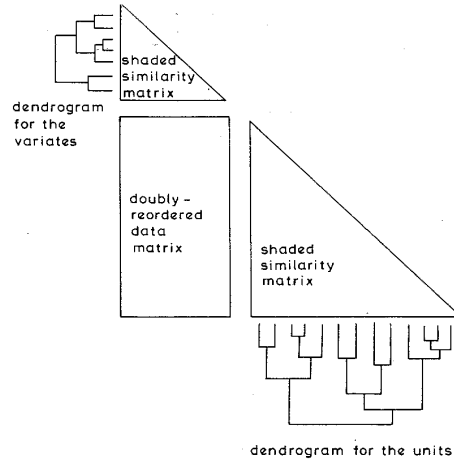 shaded
similarity
matrix
dendrogram
for the
variates
doubly-
reordered
data
matrix
shaded
similarity
matrix
dendrogram for the units